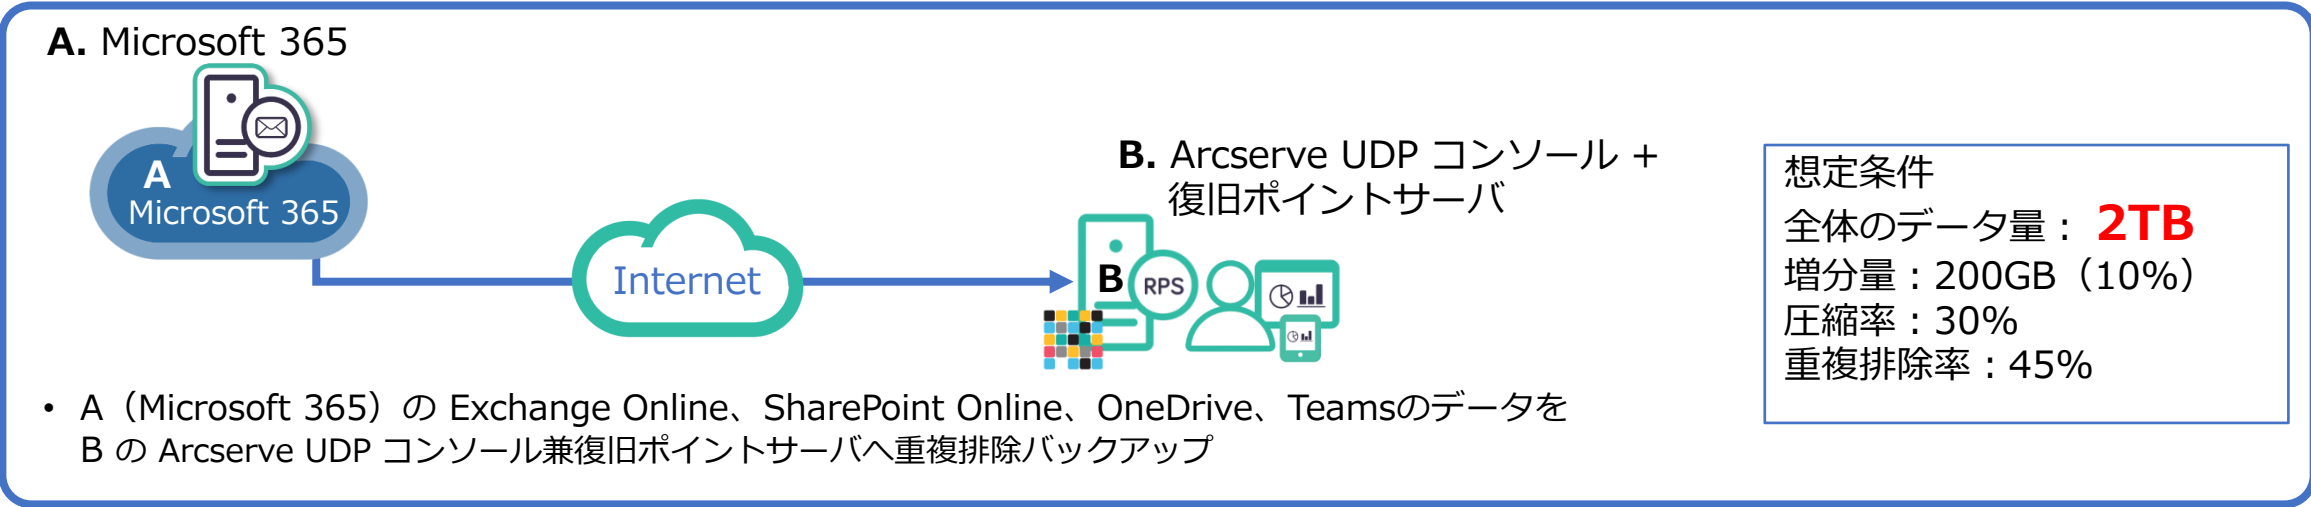 A. Microsoft 365
A
Microsoft 365
Internet
B. Arcserve UDP コンソール +
復旧ポイントサーバ
B
RPS
想定条件
全体のデータ量： 2TB
増分量：200GB（10%）
圧縮率：30%
重複排除率：45%
• A（Microsoft 365）の Exchange Online、SharePoint Online、OneDrive、Teamsのデータを
B の Arcserve UDP コンソール兼復旧ポイントサーバへ重複排除バックアップ